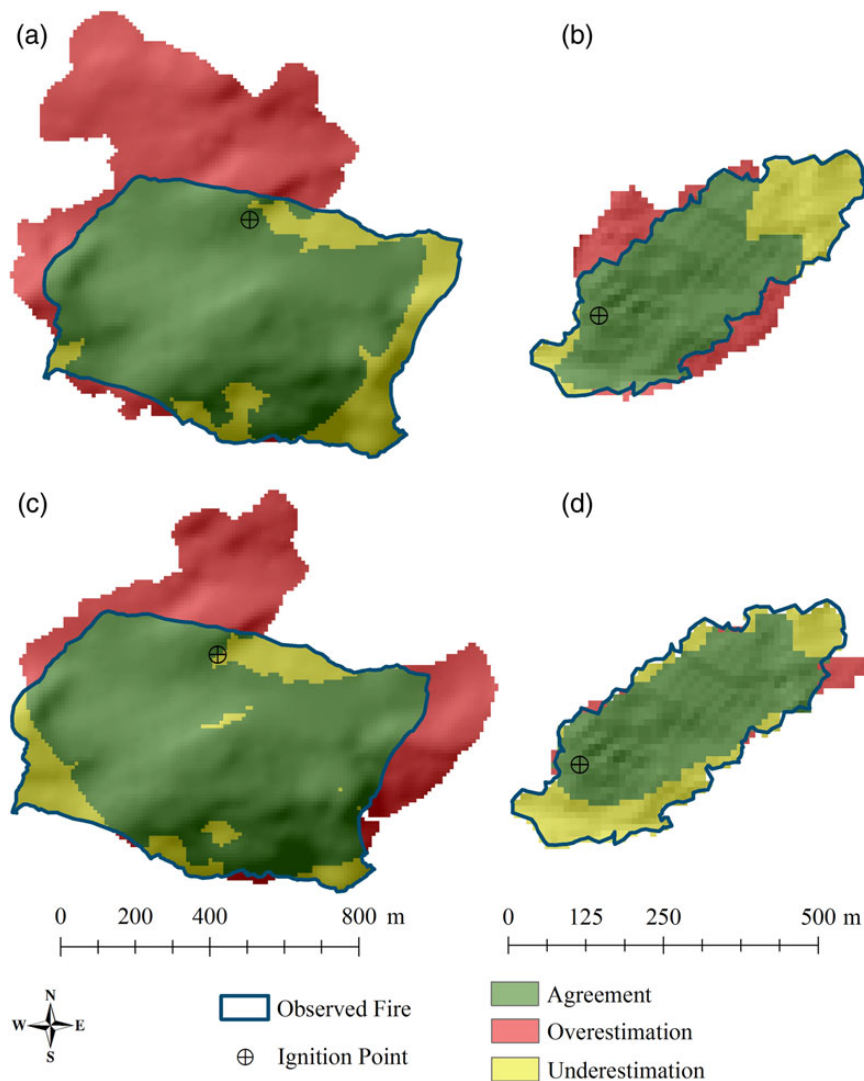 (a)
(b)
(c)
(d)
0 200 400 800 m
0 125 250 500 m
N
W E
S
Observed Fire
Ignition Point
Agreement
Overestimation
Underestimation